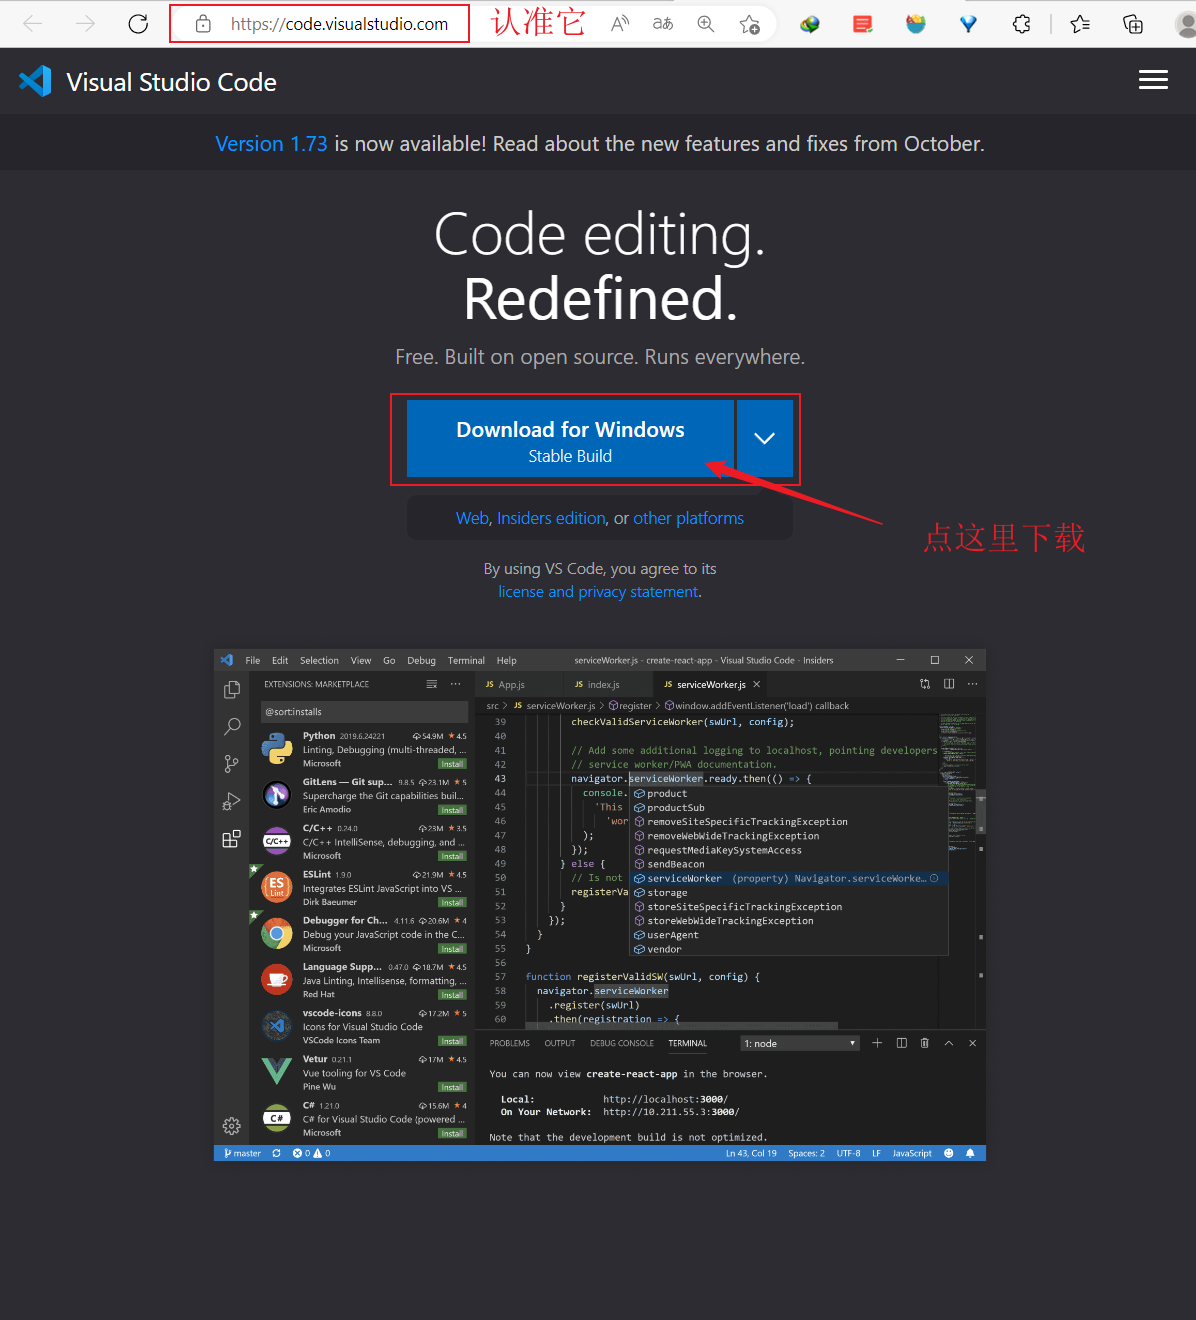 https://code.visualstudio.com
认准它
Visual Studio Code
Version 1.73 is now available! Read about the new features and fixes from October.
Code editing.
Redefined.
Free. Built on open source. Runs everywhere.
Download for Windows
Stable Build
点这里下载
Web, Insiders edition, or other platforms
By using VS Code, you agree to its
license and privacy statement.
File Edit Selection View Go Debug Terminal Help
serviceWorker.js - create-react-app - Visual Studio Code - Insiders
EXTENSIONS: MARKETPLACE
@sort:installs
Python 2019.6.24221 54.9M ★ 4.5
Linting, Debugging (multi-threaded, ...
Microsoft Install
GitLens — Git sup... 9.8.5 23.1M ★ 5
Supercharge the Git capabilities buil...
Eric Amodio Install
C/C++ 0.24.0 23M ★ 3.5
C/C++ IntelliSense, debugging, and ...
Microsoft Install
ESLint 1.9.0 21.9M ★ 4.5
Integrates ESLint JavaScript into VS ...
Dirk Baeumer Install
Debugger for Ch... 4.11.6 20.6M ★ 4
Debug your JavaScript code in the C...
Microsoft Install
Language Supp... 0.47.0 18.7M ★ 4.5
Java Linting, Intellisense, formatting, ...
Red Hat Install
vscode-icons 8.8.0 17.2M ★ 5
Icons for Visual Studio Code
VSCode Icons Team Install
Vetur 0.21.1 17M ★ 4.5
Vue tooling for VS Code
Pine Wu Install
C# 1.21.0 15.6M ★ 4
C# for Visual Studio Code (powered ...
Microsoft Install
JS App.js JS index.js JS serviceWorker.js
src > JS serviceWorker.js > register > window.addEventListener('load') callback
39 checkValidServiceWorker(swUrl, config);
40
41 // Add some additional logging to localhost, pointing developers
42 // service worker/PWA documentation.
43 navigator.serviceWorker.ready.then(() => {
44 console.
45 'This
46 'wor
47 );
48 });
49 } else {
50 // Is not
51 registerVa
52 }
53 });
54 }
55 }
56
57 function registerValidSW(swUrl, config) {
58 navigator.serviceWorker
59 .register(swUrl)
60 .then(registration => {
product
productSub
removeSiteSpecificTrackingException
removeWebWideTrackingException
requestMediaKeySystemAccess
sendBeacon
serviceWorker (property) Navigator.serviceWorke...
storage
storeSiteSpecificTrackingException
storeWebWideTrackingException
userAgent
vendor
PROBLEMS OUTPUT DEBUG CONSOLE TERMINAL 1: node
You can now view create-react-app in the browser.
Local: http://localhost:3000/
On Your Network: http://10.211.55.3:3000/
Note that the development build is not optimized.
master 0 0 Ln 43, Col 19 Spaces: 2 UTF-8 LF JavaScript